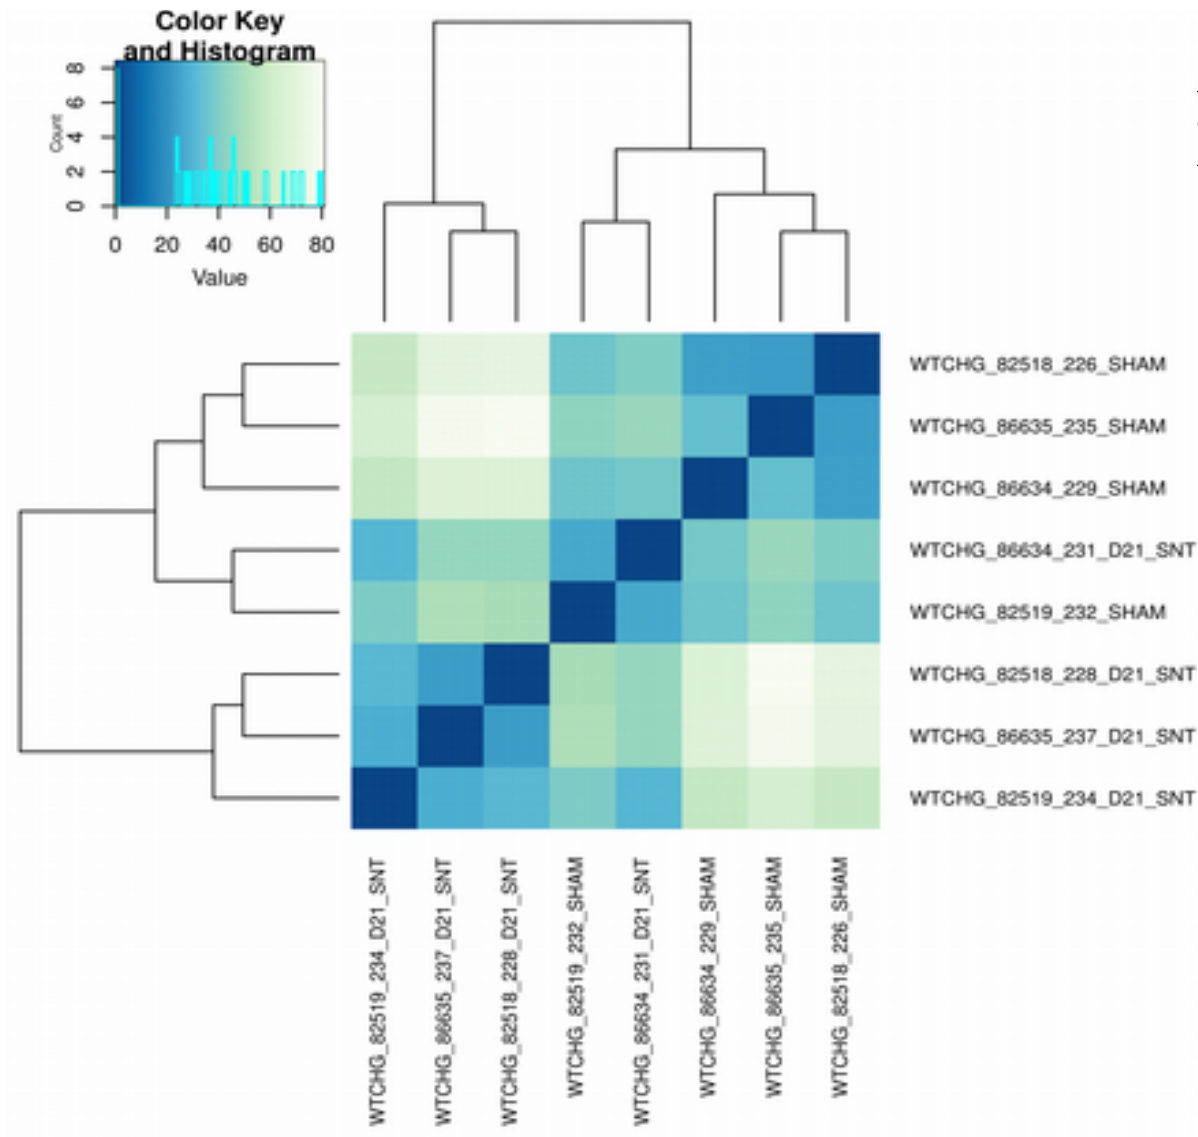 Color Key
and Histogram
Count
0 2 4 6 8
0 20 40 60 80
Value
WTCHG_82518_226_SHAM
WTCHG_86635_235_SHAM
WTCHG_86634_229_SHAM
WTCHG_86634_231_D21_SNT
WTCHG_82519_232_SHAM
WTCHG_82518_228_D21_SNT
WTCHG_86635_237_D21_SNT
WTCHG_82519_234_D21_SNT
WTCHG_82519_234_D21_SNT
WTCHG_86635_237_D21_SNT
WTCHG_82518_228_D21_SNT
WTCHG_82519_232_SHAM
WTCHG_86634_231_D21_SNT
WTCHG_86634_229_SHAM
WTCHG_86635_235_SHAM
WTCHG_82518_226_SHAM